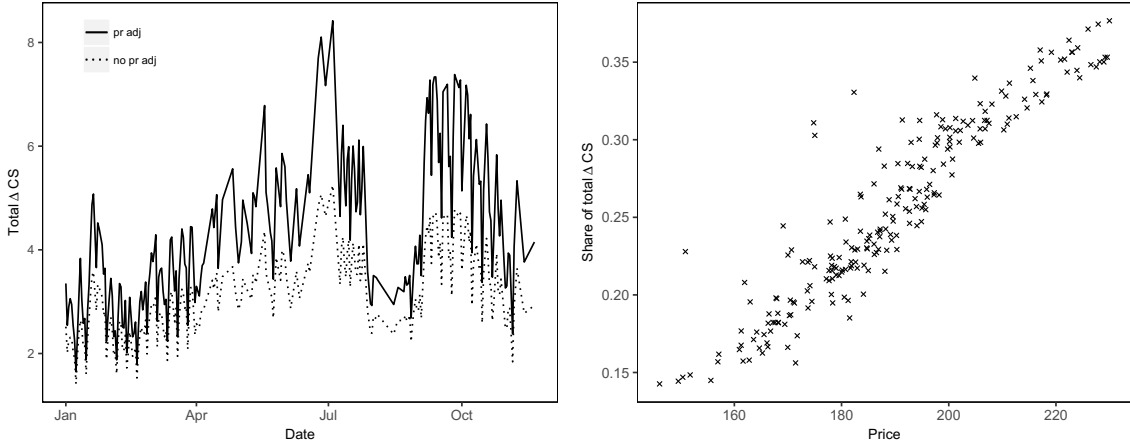 8
6
4
2
Total Δ CS
pr adj
no pr adj
Jan
Apr
Jul
Oct
Date
0.35
0.30
0.25
0.20
0.15
Share of total Δ CS
160
180
200
220
Price